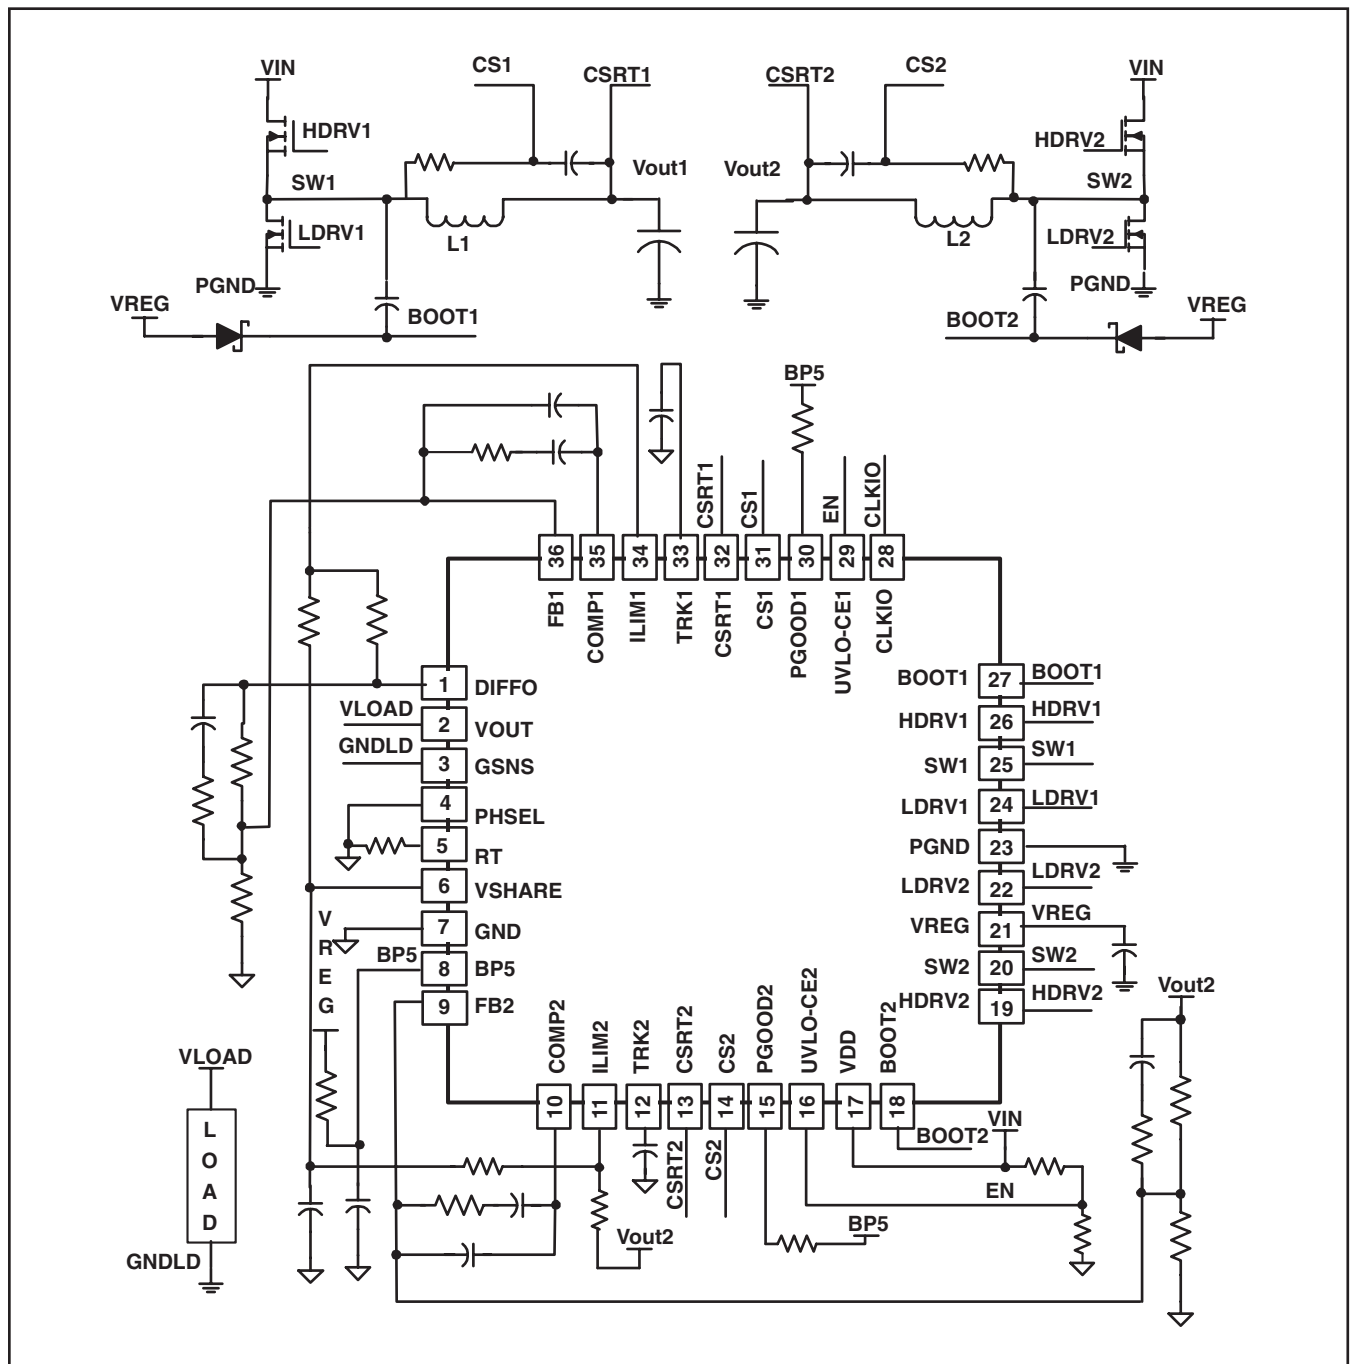 VIN
CS1
CSRT1
CSRT2
CS2
VIN
HDRV1
HDRV2
Vout1
Vout2
SW1
SW2
LDRV1
L1
L2
LDRV2
PGND
PGND
VREG
BOOT1
BOOT2
VREG
BP5
CSRT1
CS1
EN
CLKIO
36
35
34
33
32
31
30
29
28
FB1
COMP1
ILIM1
TRK1
CSRT1
CS1
PGOOD1
UVLO-CE1
CLKIO
1
DIFFO
VLOAD
2
VOUT
GNDLD
3
GSNS
4
PHSEL
5
RT
6
VSHARE
7
GND
BP5
8
BP5
9
FB2
VREG
BOOT1
27
BOOT1
HDRV1
26
HDRV1
SW1
25
SW1
LDRV1
24
LDRV1
PGND
23
LDRV2
22
LDRV2
VREG
21
VREG
SW2
20
SW2
HDRV2
19
HDRV2
Vout2
COMP2
ILIM2
TRK2
CSRT2
CS2
PGOOD2
UVLO-CE2
VDD
BOOT2
10
11
12
13
14
15
16
17
18
CSRT2
CS2
BOOT2
VIN
EN
BP5
Vout2
VLOAD
LOAD
GNDLD